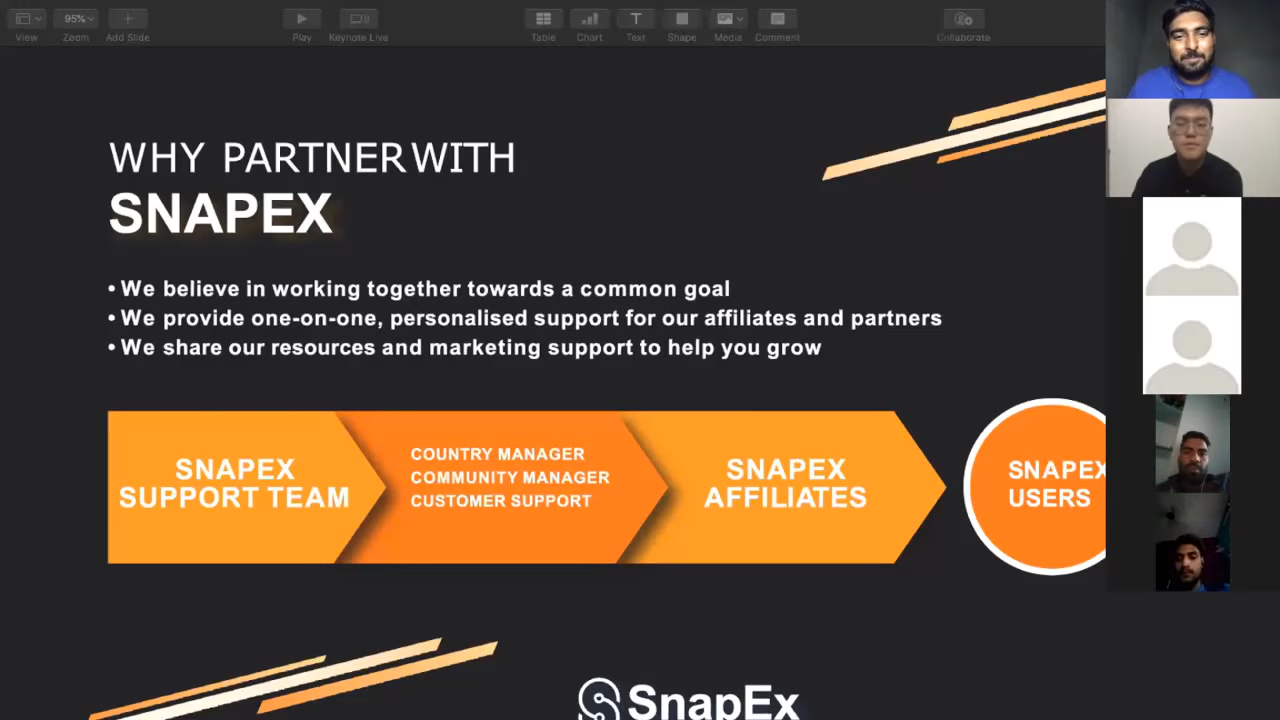 95%
View
Zoom
Add Slide
Play
Keynote Live
Table
Chart
Text
Shape
Media
Comment
Collaborate
WHY PARTNER WITH
SNAPEX
• We believe in working together towards a common goal
• We provide one-on-one, personalised support for our affiliates and partners
• We share our resources and marketing support to help you grow
SNAPEX
SUPPORT TEAM
COUNTRY MANAGER
COMMUNITY MANAGER
CUSTOMER SUPPORT
SNAPEX
AFFILIATES
SNAPEX
USERS
SnapEx